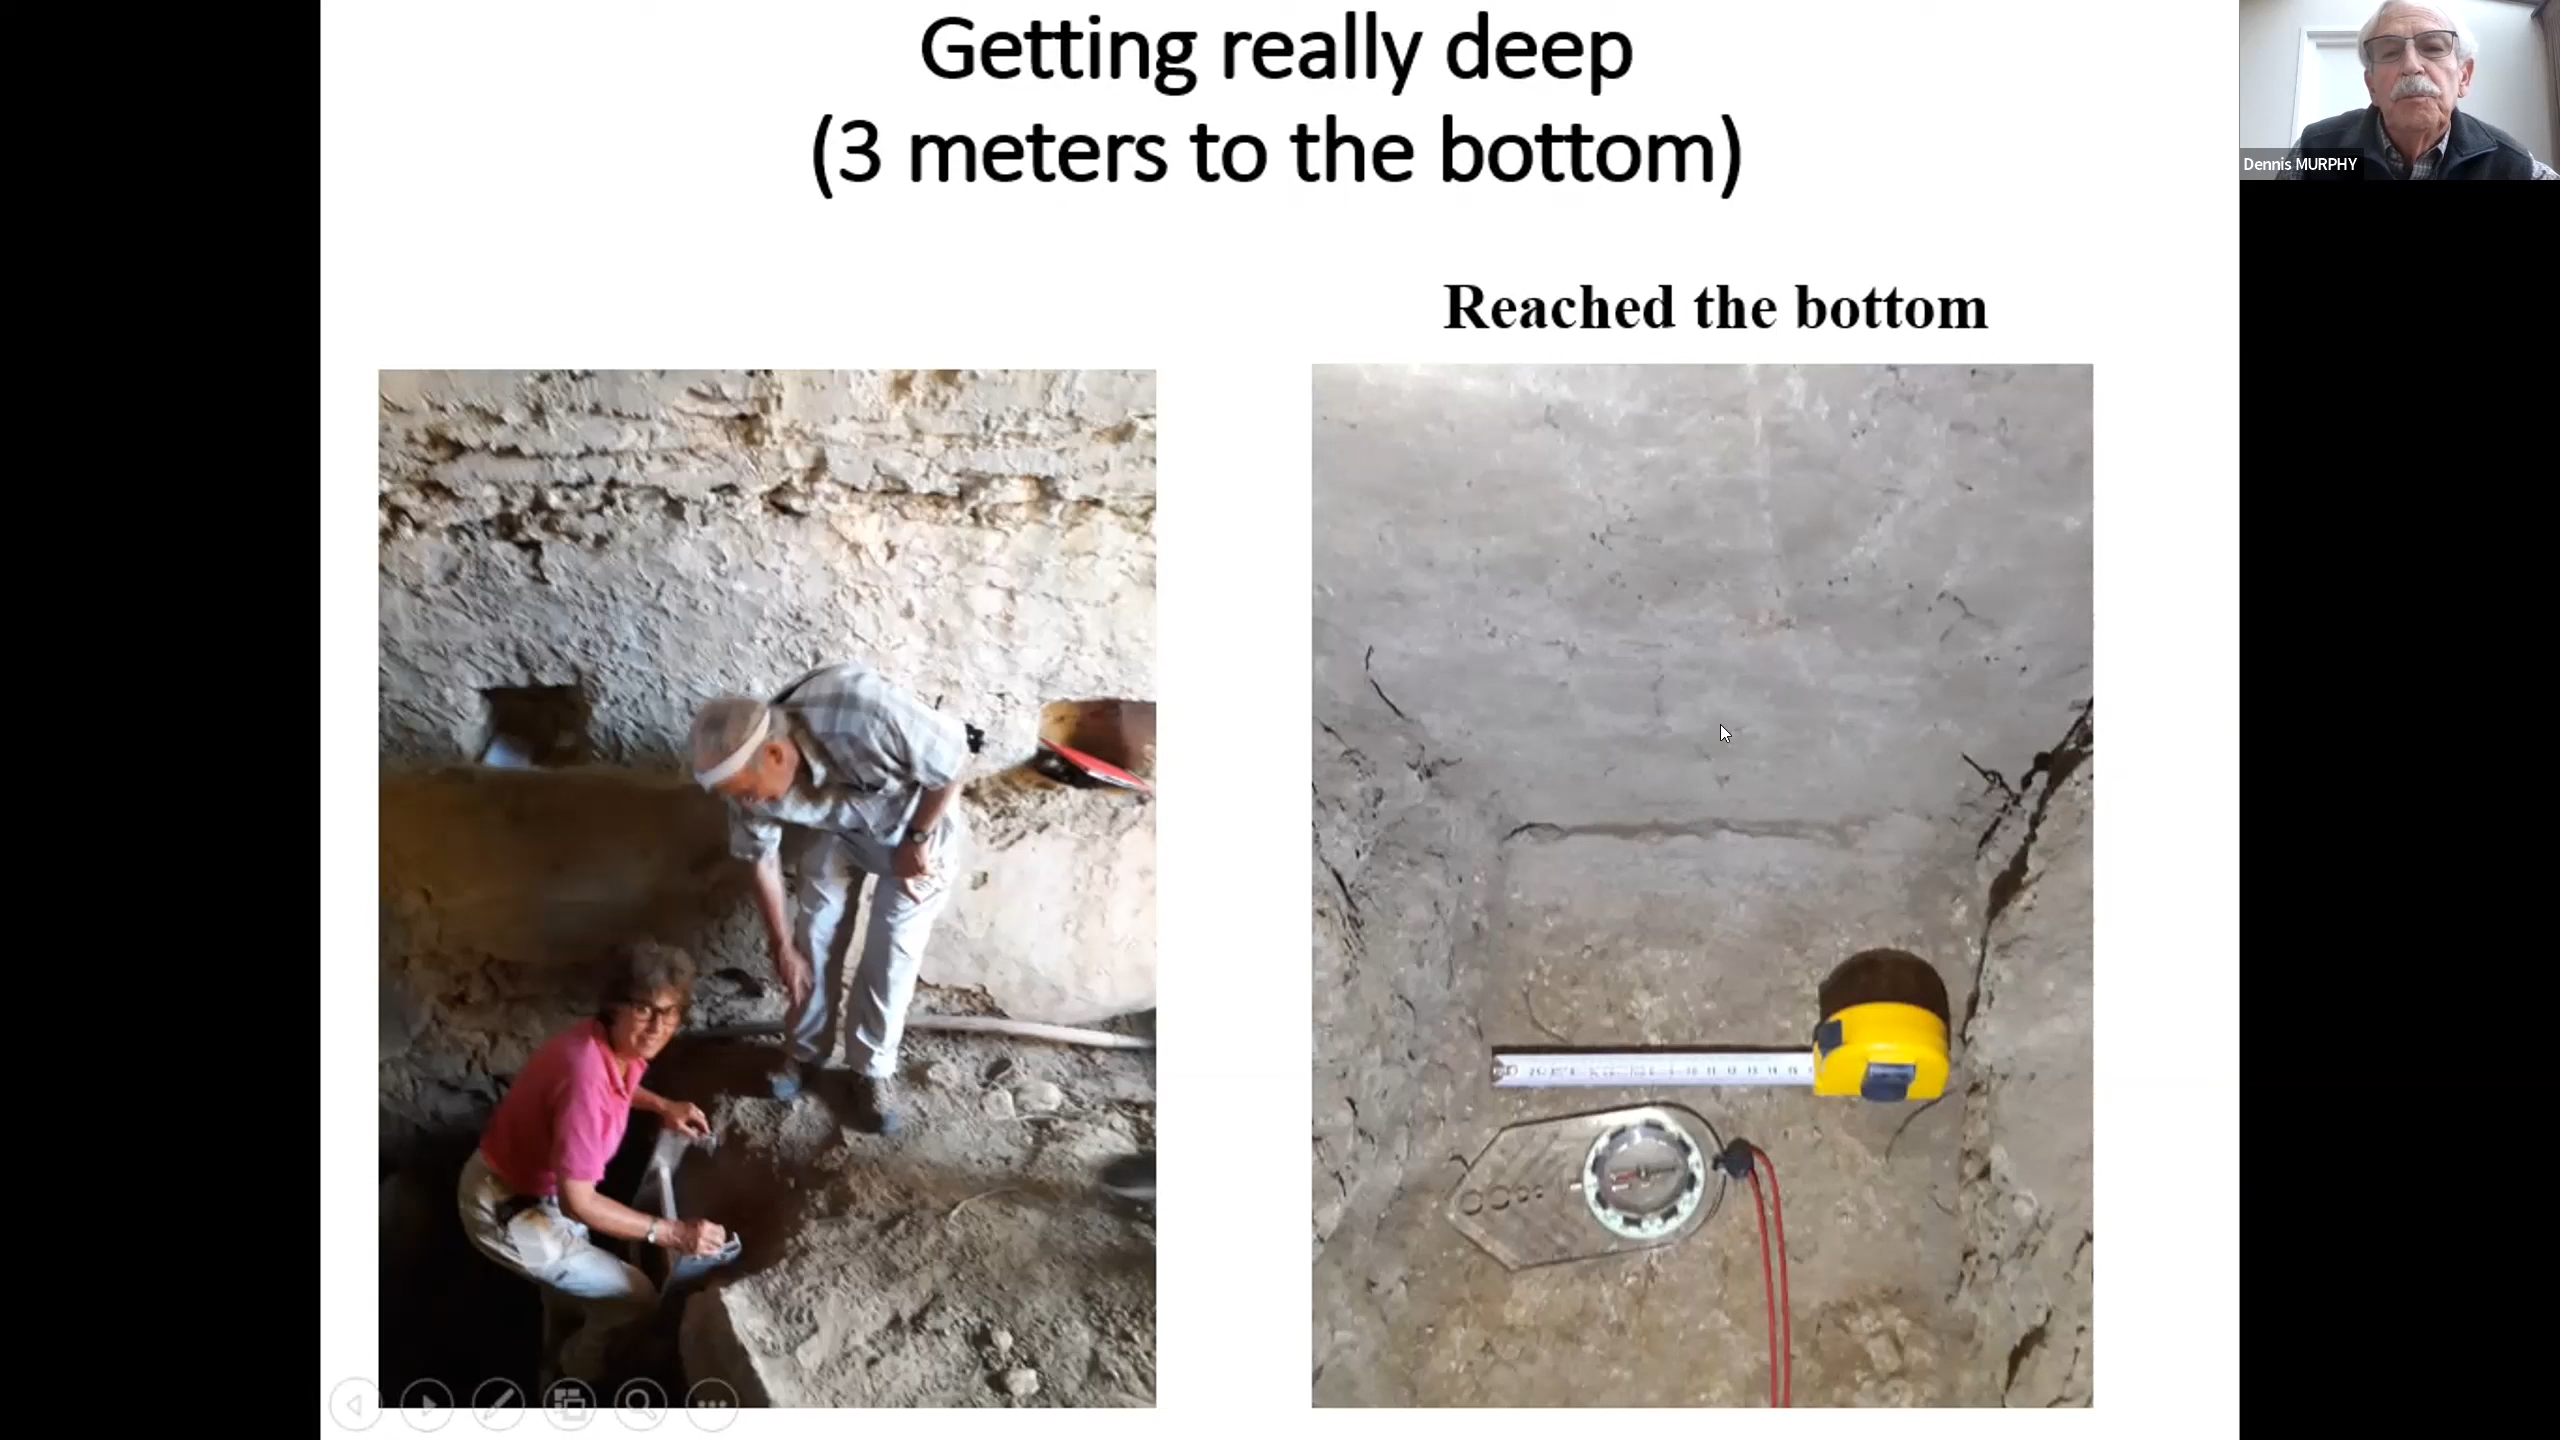 Getting really deep
(3 meters to the bottom)
Dennis MURPHY
Reached the bottom